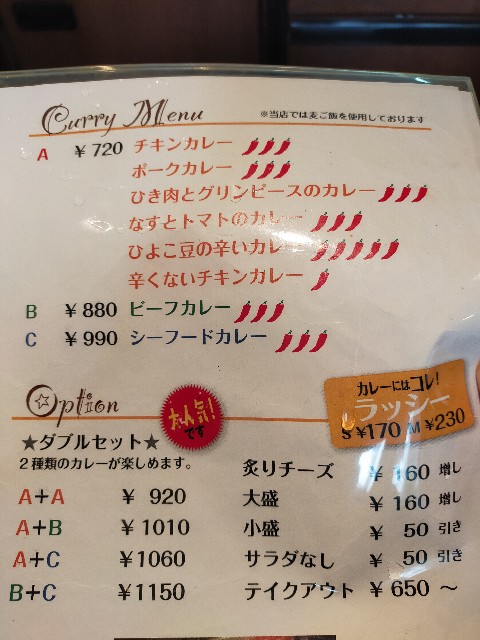 Curry Menu ※当店では麦ご飯を使用しております
A ￥720 チキンカレー
ポークカレー
ひき肉とグリンピースのカレー
なすとトマトのカレー
ひよこ豆の辛いカレー
辛くないチキンカレー
B ￥880 ビーフカレー
C ￥990 シーフードカレー
カレーにはコレ!
ラッシー
S ￥170 M ￥230
Option
大人気!
です
★ダブルセット★
2種類のカレーが楽しめます。
A+A ￥ 920
A+B ￥1010
A+C ￥1060
B+C ￥1150
炙りチーズ ￥ 160 増し
大盛 ￥ 160 増し
小盛 ￥ 50 引き
サラダなし ￥ 50 引き
テイクアウト ￥650 ～